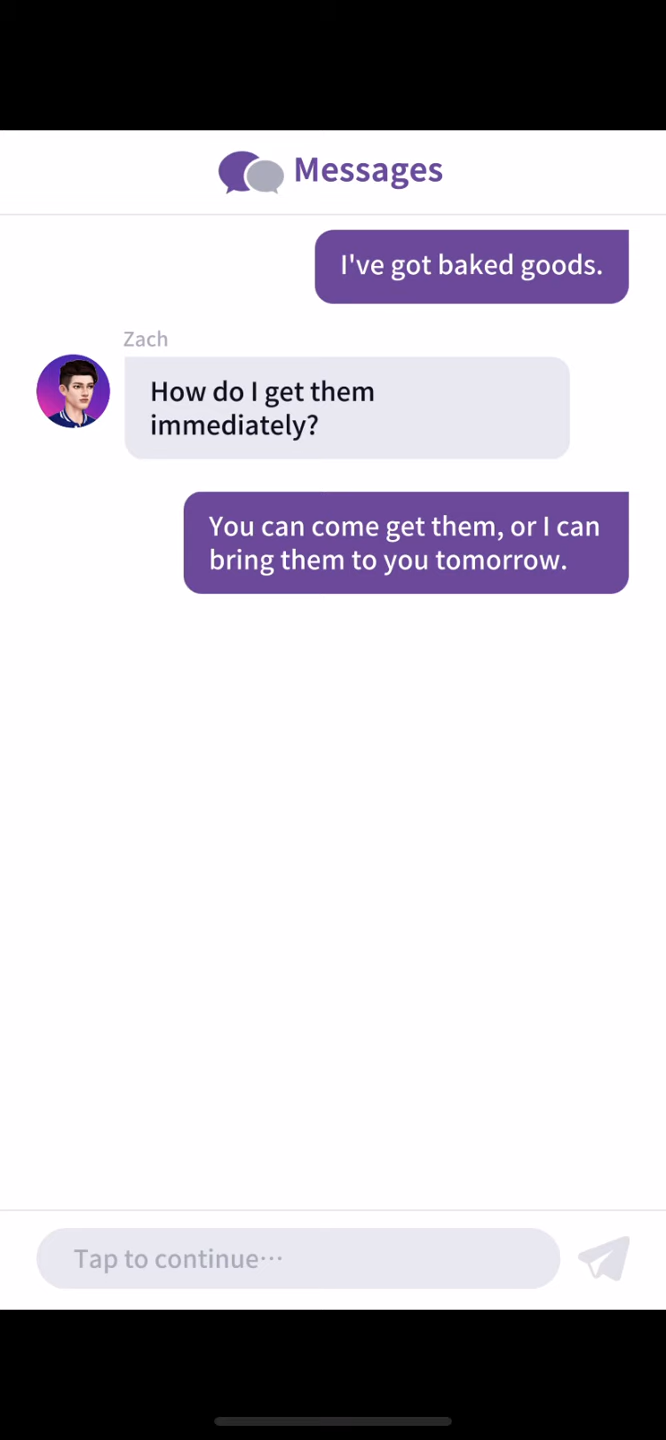 Messages
I've got baked goods.
Zach
How do I get them
immediately?
You can come get them, or I can
bring them to you tomorrow.
Tap to continue···